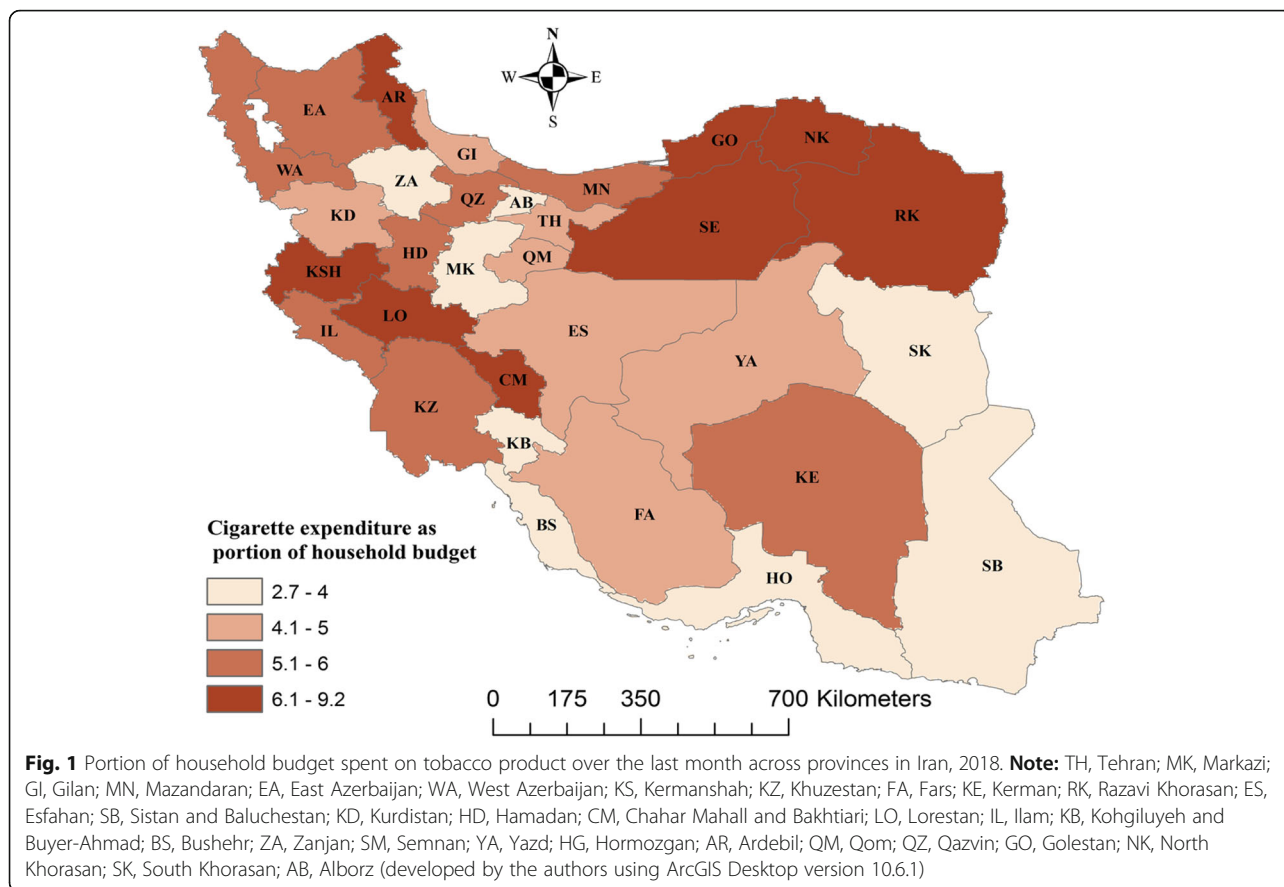 N
W E
S
AR
EA
GI
GO
NK
WA
ZA
MN
QZ
AB
RK
KD
TH
SE
HD
QM
MK
KSH
LO
ES
IL
SK
YA
CM
KZ
KB
KE
FA
BS
HO
SB
Cigarette expenditure as
portion of household budget
2.7 - 4
4.1 - 5
5.1 - 6
6.1 - 9.2
0 175 350 700 Kilometers
Fig. 1 Portion of household budget spent on tobacco product over the last month across provinces in Iran, 2018. Note: TH, Tehran; MK, Markazi;
GI, Gilan; MN, Mazandaran; EA, East Azerbaijan; WA, West Azerbaijan; KS, Kermanshah; KZ, Khuzestan; FA, Fars; KE, Kerman; RK, Razavi Khorasan; ES,
Esfahan; SB, Sistan and Baluchestan; KD, Kurdistan; HD, Hamadan; CM, Chahar Mahall and Bakhtiari; LO, Lorestan; IL, Ilam; KB, Kohgiluyeh and
Buyer-Ahmad; BS, Bushehr; ZA, Zanjan; SM, Semnan; YA, Yazd; HG, Hormozgan; AR, Ardebil; QM, Qom; QZ, Qazvin; GO, Golestan; NK, North
Khorasan; SK, South Khorasan; AB, Alborz (developed by the authors using ArcGIS Desktop version 10.6.1)